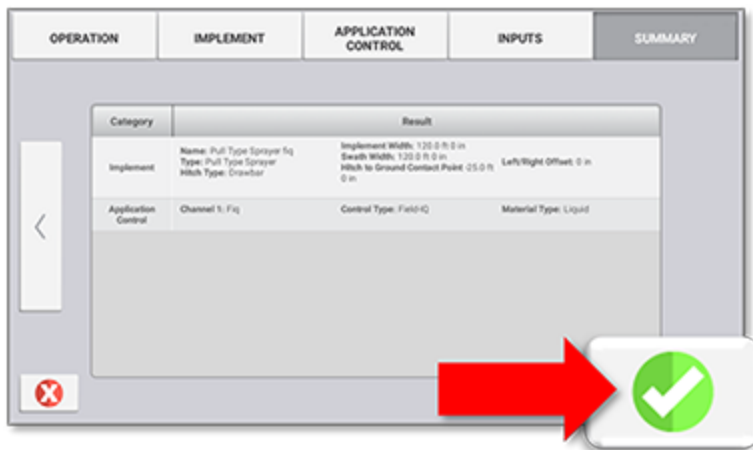 OPERATION
IMPLEMENT
APPLICATION
CONTROL
INPUTS
SUMMARY
Category
Result
Implement
Name: Pull Type Sprayer fiq
Type: Pull Type Sprayer
Hitch Type: Drawbar
Implement Width: 120.0 ft 0 in
Swath Width: 120.0 ft 0 in
Hitch to Ground Contact Point -25.0 ft
0 in
Left/Right Offset: 0 in
Application
Control
Channel 1: Fiq
Control Type: Field-IQ
Material Type: Liquid